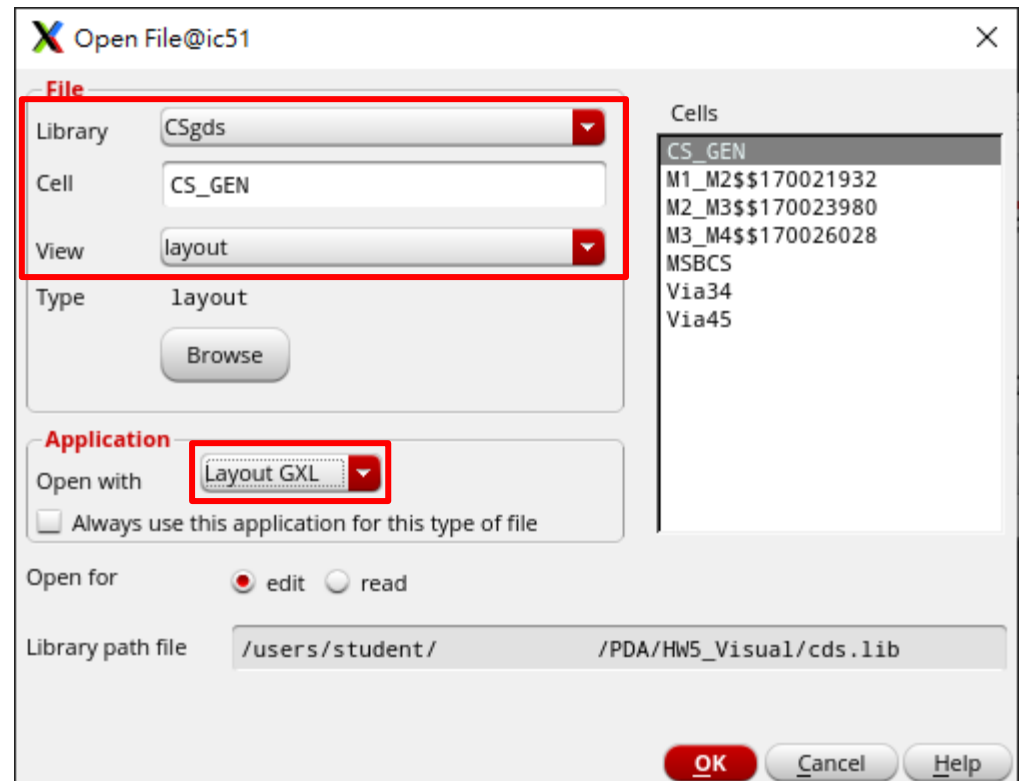 Open File@ic51
File
Library CSgds
Cell CS_GEN
View layout
Type layout
Browse
Application
Open with Layout GXL
Always use this application for this type of file
Open for edit read
Library path file /users/student/ /PDA/HW5_Visual/cds.lib
Cells
CS_GEN
M1_M2$$170021932
M2_M3$$170023980
M3_M4$$170026028
MSBCS
Via34
Via45
OK Cancel Help